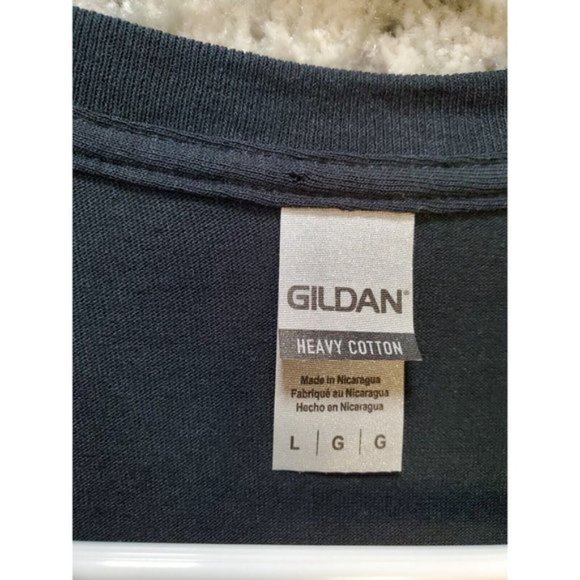 GILDAN®
HEAVY COTTON
Made in Nicaragua
Fabriqué au Nicaragua
Hecho en Nicaragua
L | G | G